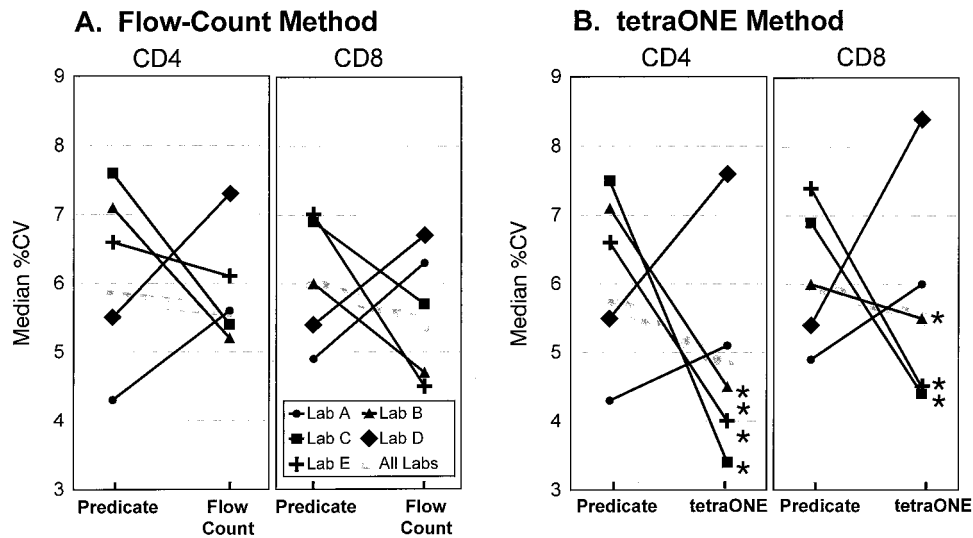 A. Flow-Count Method
CD4 CD8
9
8
7
6
5
4
3
Median %CV
Lab A Lab B
Lab C Lab D
Lab E All Labs
Predicate Flow Count Predicate Flow Count
B. tetraONE Method
CD4 CD8
9
8
7
6
5
4
3
Median %CV
*
*
*
*
*
*
*
Predicate tetraONE Predicate tetraONE